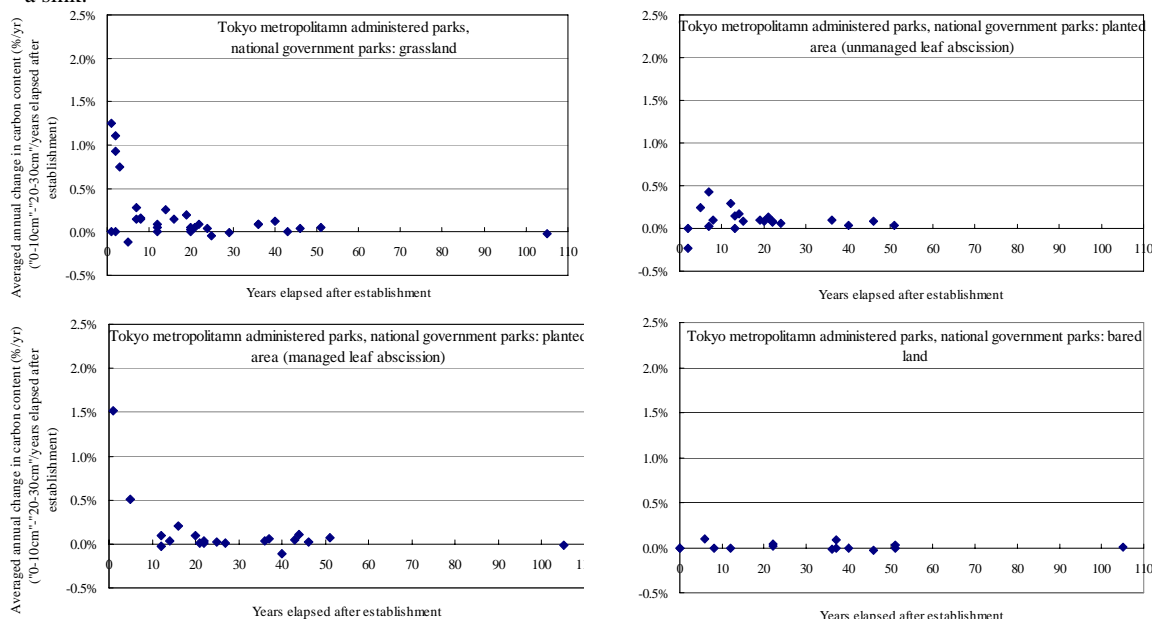 a sink.
Averaged annual change in carbon content (%/yr)
("0-10cm"-"20-30cm"/years elapsed after
establishment)
2.5%
2.0%
1.5%
1.0%
0.5%
0.0%
-0.5%
Tokyo metropolitamn administered parks,
national government parks: grassland
0 10 20 30 40 50 60 70 80 90 100 110
Years elapsed after establishment
2.5%
2.0%
1.5%
1.0%
0.5%
0.0%
-0.5%
Tokyo metropolitamn administered parks, national government parks: planted
area (unmanaged leaf abscission)
0 10 20 30 40 50 60 70 80 90 100 110
Years elapsed after establishment
Averaged annual change in carbon content (%/yr)
("0-10cm"-"20-30cm"/years elapsed after
establishment)
2.5%
2.0%
1.5%
1.0%
0.5%
0.0%
-0.5%
Tokyo metropolitamn administered parks, national government parks: planted
area (managed leaf abscission)
0 10 20 30 40 50 60 70 80 90 100
Years elapsed after establishment
2.5%
2.0%
1.5%
1.0%
0.5%
0.0%
-0.5%
Tokyo metropolitamn administered parks, national government parks: bared
land
0 10 20 30 40 50 60 70 80 90 100 110
Years elapsed after establishment